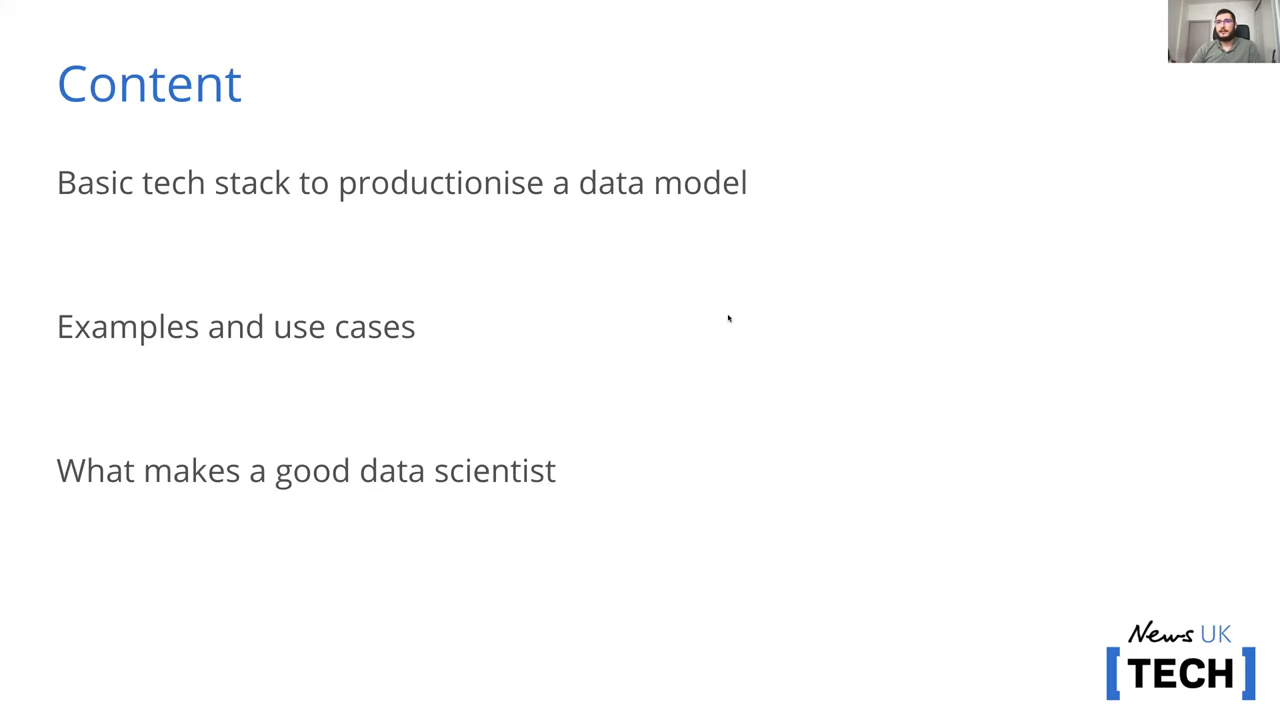 Content
Basic tech stack to productionise a data model
Examples and use cases
What makes a good data scientist
News UK
[TECH]